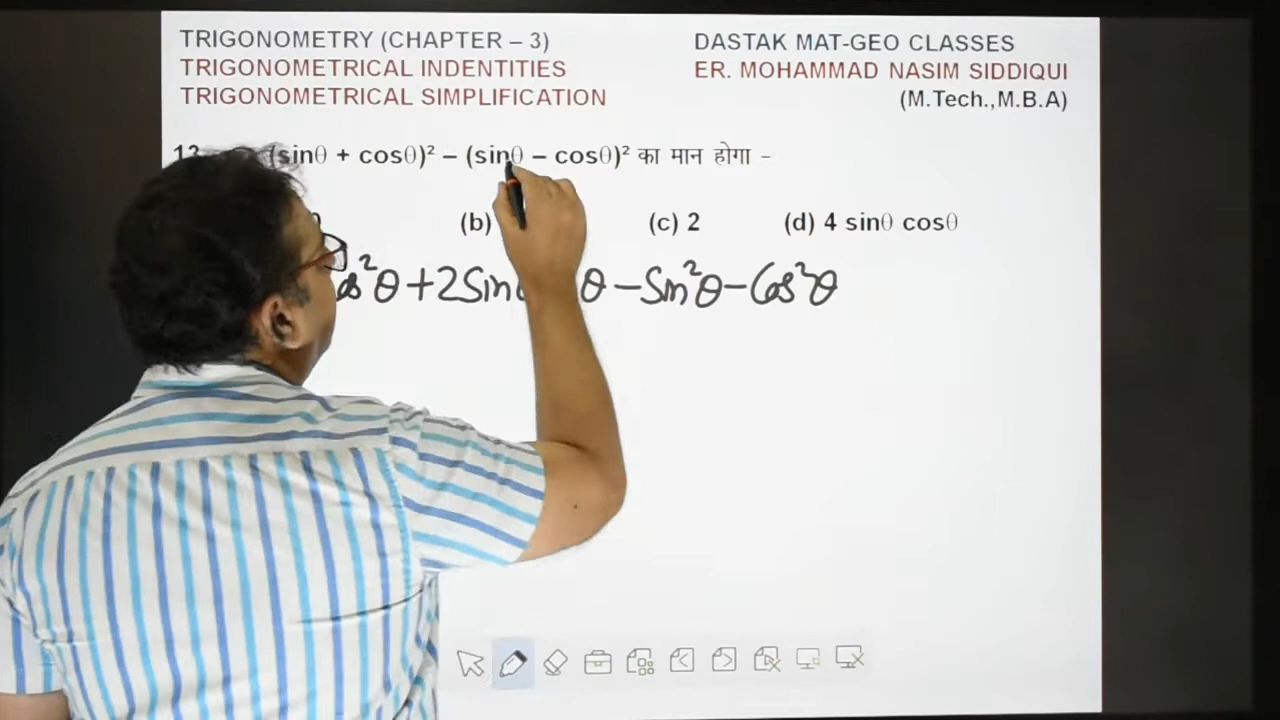 TRIGONOMETRY (CHAPTER – 3)
TRIGONOMETRICAL INDENTITIES
TRIGONOMETRICAL SIMPLIFICATION
DASTAK MAT-GEO CLASSES
ER. MOHAMMAD NASIM SIDDIQUI
(M.Tech.,M.B.A)
(sinθ + cosθ)² – (sinθ – cosθ)² का मान होगा -
(b) (c) 2 (d) 4 sinθ cosθ
²θ + 2Sin θ – Sin²θ – Cos²θ